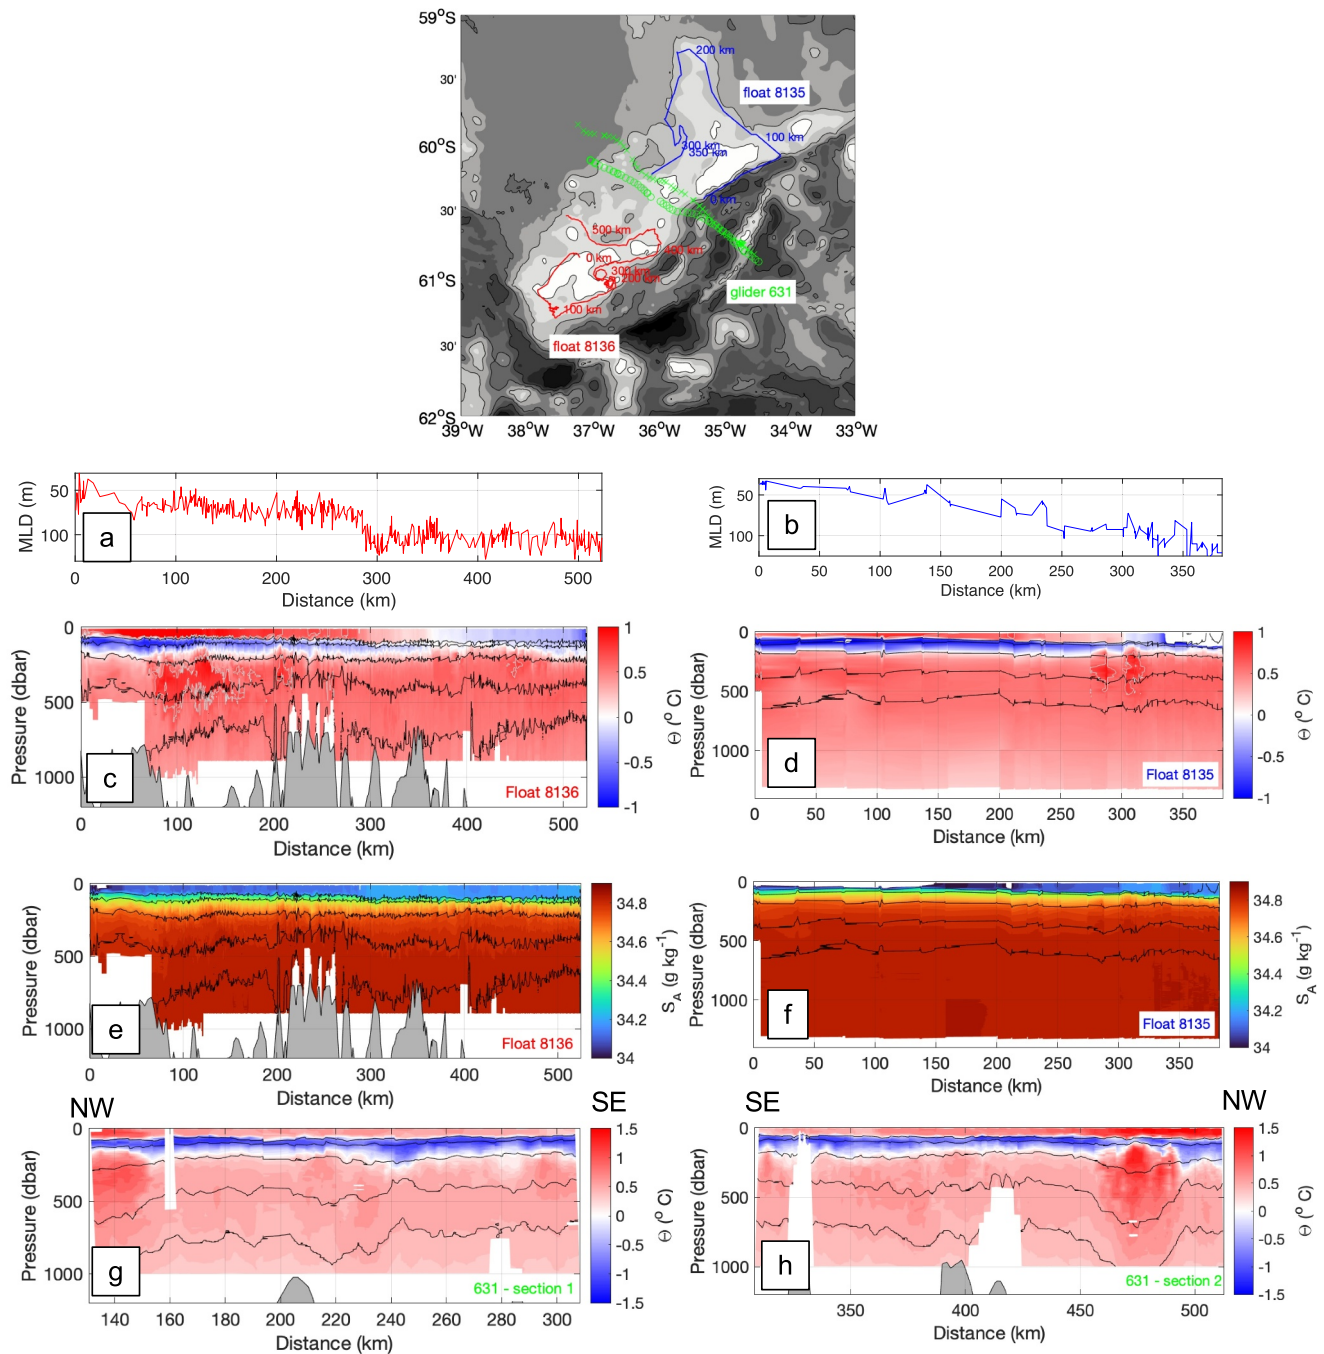 59°S
200 km
30'
float 8135
100 km
60°S
300 km
350 km
30'
0 km
500 km
400 km
0 km
300 km
200 km
61°S
glider 631
100 km
30'
float 8136
62°S
39°W 38°W 37°W 36°W 35°W 34°W 33°W
MLD (m)
50
100
a
0 100 200 300 400 500
Distance (km)
MLD (m)
50
100
b
0 50 100 150 200 250 300 350
Distance (km)
Pressure (dbar)
0
500
1000
c
Float 8136
0 100 200 300 400 500
Distance (km)
1
0.5
0
-0.5
-1
Θ (° C)
Pressure (dbar)
0
500
1000
d
Float 8135
0 50 100 150 200 250 300 350
Distance (km)
1
0.5
0
-0.5
-1
Θ (° C)
Pressure (dbar)
0
500
1000
e
Float 8136
0 100 200 300 400 500
Distance (km)
34.8
34.6
34.4
34.2
34
S_A (g kg⁻¹)
Pressure (dbar)
0
500
1000
f
Float 8135
0 50 100 150 200 250 300 350
Distance (km)
34.8
34.6
34.4
34.2
34
S_A (g kg⁻¹)
NW SE
Pressure (dbar)
0
500
1000
g
631 - section 1
140 160 180 200 220 240 260 280 300
Distance (km)
1.5
1
0.5
0
-0.5
-1
-1.5
Θ (° C)
SE NW
Pressure (dbar)
0
500
1000
h
631 - section 2
350 400 450 500
Distance (km)
1.5
1
0.5
0
-0.5
-1
-1.5
Θ (° C)